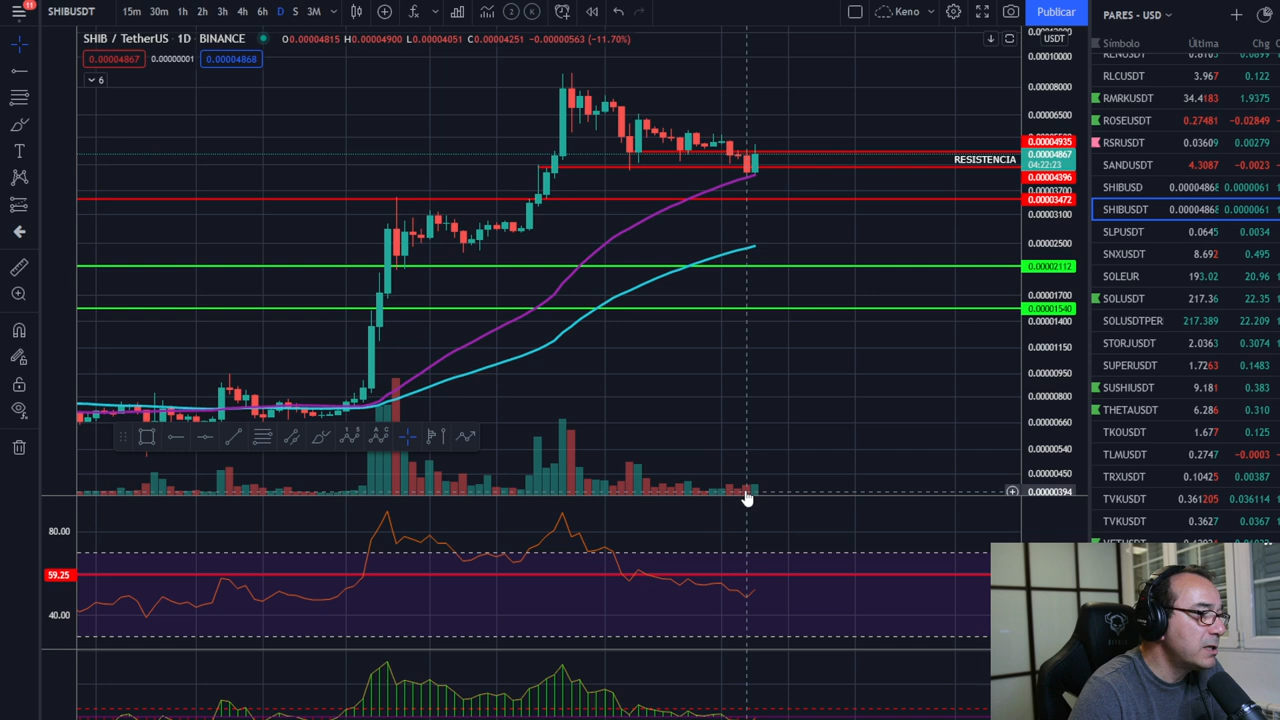 11
SHIBUSDT
15m 30m 1h 2h 3h 4h 6h D S 3M
2 K
Keno
Publicar
PARES - USD
SHIB / TetherUS · 1D · BINANCE
O0.00004815 H0.00004900 L0.00004051 C0.00004251 -0.00000563 (-11.70%)
0.00004867 0.00000001 0.00004868
6
USDT
0.00010000
0.00008000
0.00006500
0.00004935
0.00004867
04:22:23
RESISTENCIA
0.00004396
0.00003700
0.00003472
0.00003100
0.00002500
0.00002112
0.00001700
0.00001540
0.00001400
0.00001150
0.00000950
0.00000800
0.00000660
0.00000540
0.00000450
0.00000394
80.00
59.25
40.00
Símbolo Última Chg
RLCUSDT 3.967 0.122
RMRKUSDT 34.4183 1.9375
ROSEUSDT 0.27481 -0.02849
RSRUSDT 0.03609 0.00279
SANDUSDT 4.3087 -0.0023
SHIBUSD 0.00004868 0.0000061
SHIBUSDT 0.00004868 0.0000061
SLPUSDT 0.0645 0.0034
SNXUSDT 8.692 0.495
SOLEUR 193.02 20.96
SOLUSDT 217.36 22.35
SOLUSDTPER 217.389 22.209
STORJUSDT 2.0363 0.3074
SUPERUSDT 1.7263 0.1483
SUSHIUSDT 9.181 0.383
THETAUSDT 6.286 0.310
TKOUSDT 1.677 0.125
TLMUSDT 0.2747 -0.0003
TRXUSDT 0.10425 0.00387
TVKUSDT 0.361205 0.036114
TVKUSDT 0.3627 0.0367